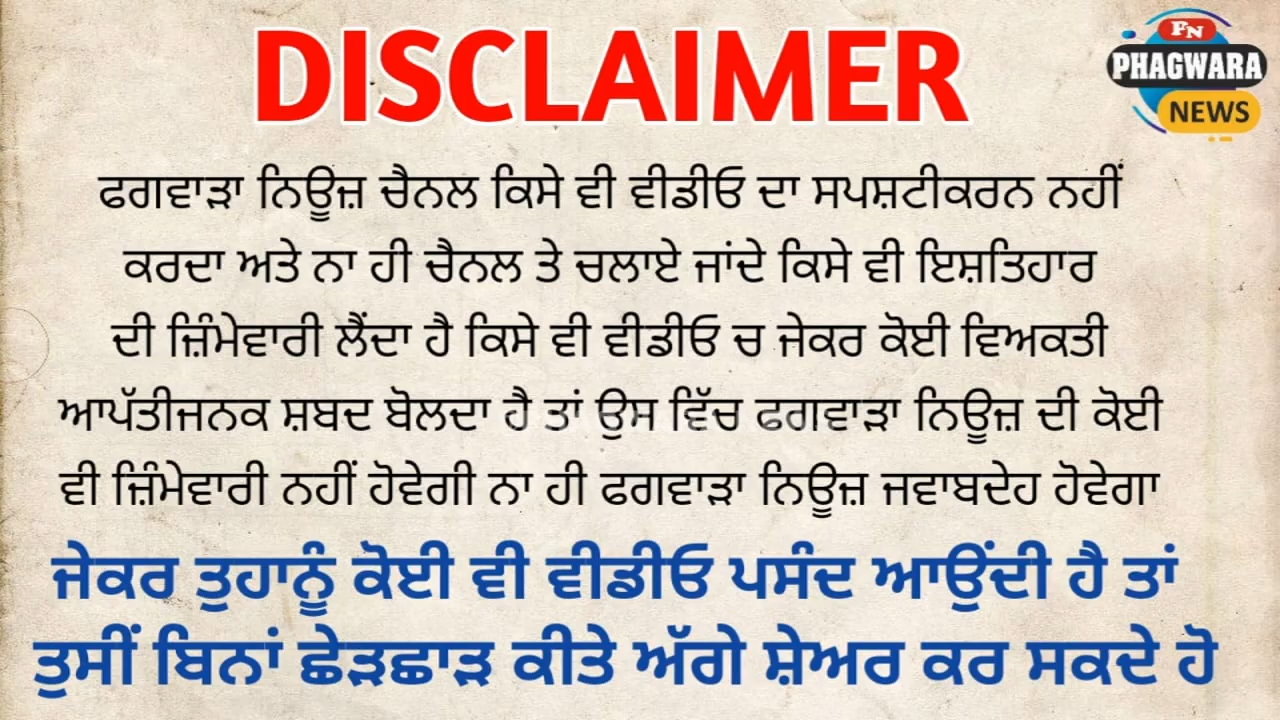 DISCLAIMER
PN
PHAGWARA
NEWS
ਫਗਵਾੜਾ ਨਿਊਜ਼ ਚੈਨਲ ਕਿਸੇ ਵੀ ਵੀਡੀਓ ਦਾ ਸਪਸ਼ਟੀਕਰਨ ਨਹੀਂ
ਕਰਦਾ ਅਤੇ ਨਾ ਹੀ ਚੈਨਲ ਤੇ ਚਲਾਏ ਜਾਂਦੇ ਕਿਸੇ ਵੀ ਇਸ਼ਤਿਹਾਰ
ਦੀ ਜ਼ਿੰਮੇਵਾਰੀ ਲੈਂਦਾ ਹੈ ਕਿਸੇ ਵੀ ਵੀਡੀਓ ਚ ਜੇਕਰ ਕੋਈ ਵਿਅਕਤੀ
ਆਪੱਤੀਜਨਕ ਸ਼ਬਦ ਬੋਲਦਾ ਹੈ ਤਾਂ ਉਸ ਵਿੱਚ ਫਗਵਾੜਾ ਨਿਊਜ਼ ਦੀ ਕੋਈ
ਵੀ ਜ਼ਿੰਮੇਵਾਰੀ ਨਹੀਂ ਹੋਵੇਗੀ ਨਾ ਹੀ ਫਗਵਾੜਾ ਨਿਊਜ਼ ਜਵਾਬਦੇਹ ਹੋਵੇਗਾ
ਜੇਕਰ ਤੁਹਾਨੂੰ ਕੋਈ ਵੀ ਵੀਡੀਓ ਪਸੰਦ ਆਉਂਦੀ ਹੈ ਤਾਂ
ਤੁਸੀਂ ਬਿਨਾਂ ਛੇੜਛਾੜ ਕੀਤੇ ਅੱਗੇ ਸ਼ੇਅਰ ਕਰ ਸਕਦੇ ਹੋ